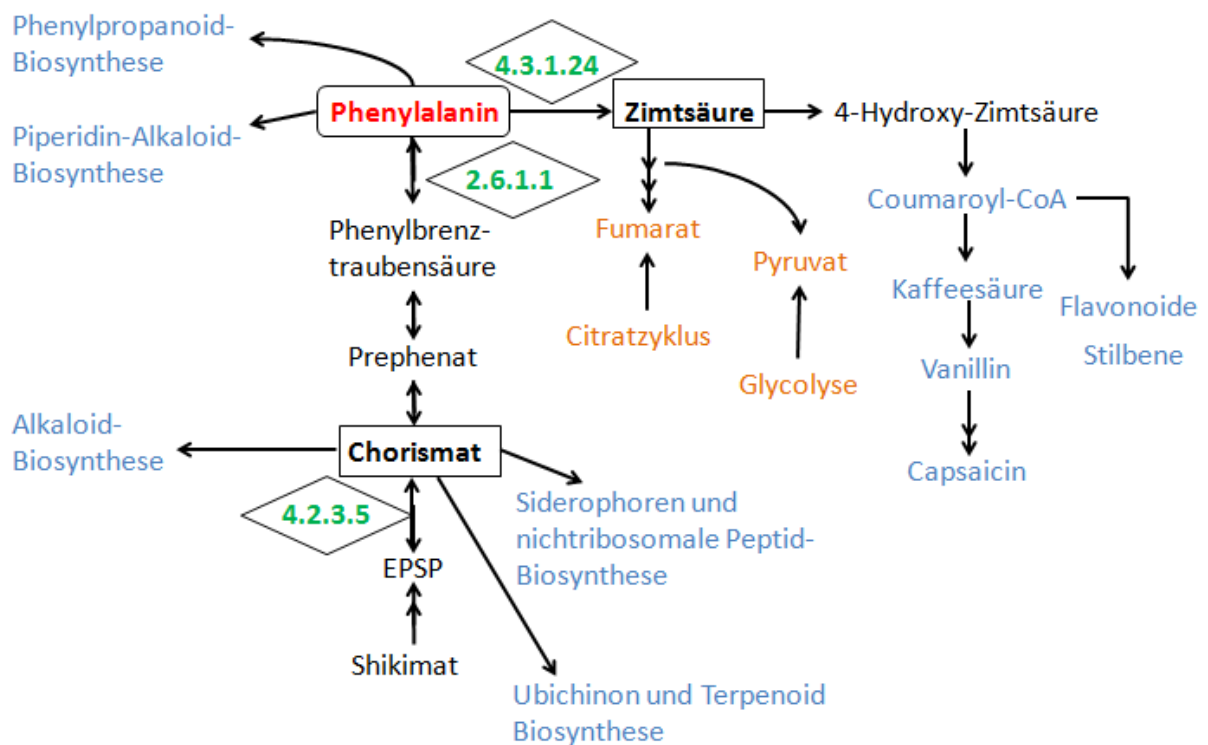 Phenylpropanoid-
Biosynthese
4.3.1.24
Phenylalanin
Zimtsäure
4-Hydroxy-Zimtsäure
Piperidin-Alkaloid-
Biosynthese
2.6.1.1
Coumaroyl-CoA
Phenylbrenz-
traubensäure
Fumarat
Pyruvat
Kaffeesäure
Flavonoide
Stilbene
Citratzyklus
Prephenat
Glycolyse
Vanillin
Alkaloid-
Biosynthese
Chorismat
Capsaicin
4.2.3.5
Siderophoren und
nichtribosomale Peptid-
Biosynthese
EPSP
Shikimat
Ubichinon und Terpenoid
Biosynthese